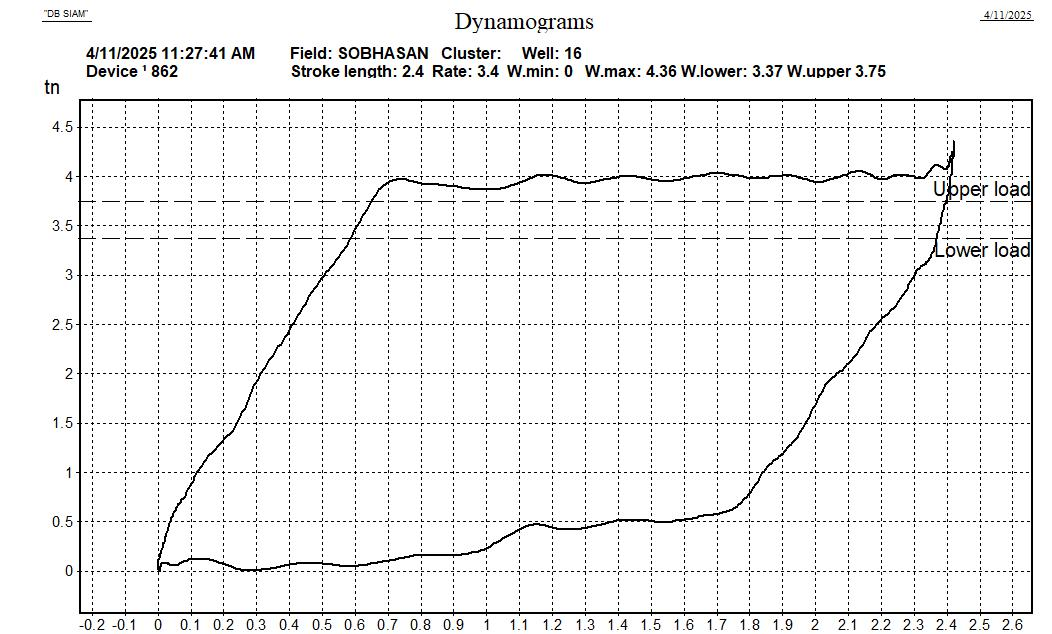 "DB SIAM" 4/11/2025
Dynamograms
4/11/2025 11:27:41 AM Field: SOBHASAN Cluster: Well: 16
Device ¹ 862 Stroke length: 2.4 Rate: 3.4 W.min: 0 W.max: 4.36 W.lower: 3.37 W.upper 3.75
tn
4.5
4
Upper load
3.5
Lower load
3
2.5
2
1.5
1
0.5
0
-0.2 -0.1 0 0.1 0.2 0.3 0.4 0.5 0.6 0.7 0.8 0.9 1 1.1 1.2 1.3 1.4 1.5 1.6 1.7 1.8 1.9 2 2.1 2.2 2.3 2.4 2.5 2.6